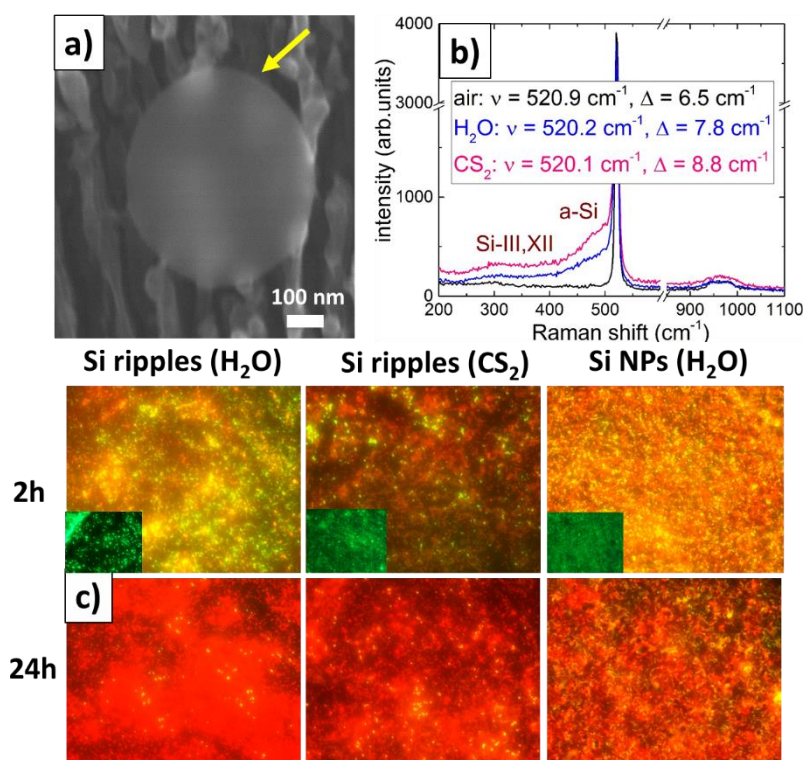 a)
100 nm
b)
intensity (arb.units)
4000
3000
1000
0
air: ν = 520.9 cm⁻¹, Δ = 6.5 cm⁻¹
H₂O: ν = 520.2 cm⁻¹, Δ = 7.8 cm⁻¹
CS₂: ν = 520.1 cm⁻¹, Δ = 8.8 cm⁻¹
a-Si
Si-III,XII
200 300 400 500 900 1000 1100
Raman shift (cm⁻¹)
Si ripples (H₂O) Si ripples (CS₂) Si NPs (H₂O)
2h
c)
24h